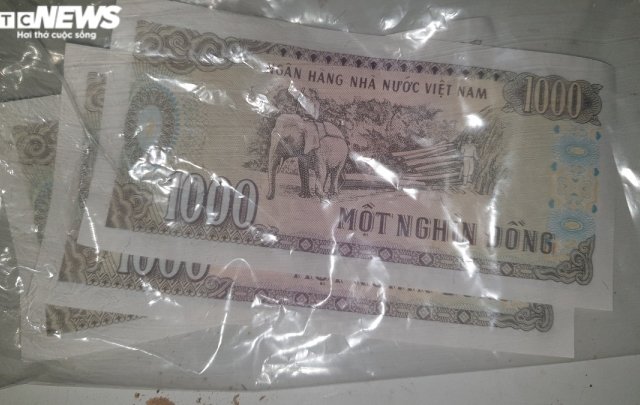 TCNEWS
Hơi thở cuộc sống
NGÂN HÀNG NHÀ NƯỚC VIỆT NAM
1000
1000
MỘT NGHÌN ĐỒNG
1000